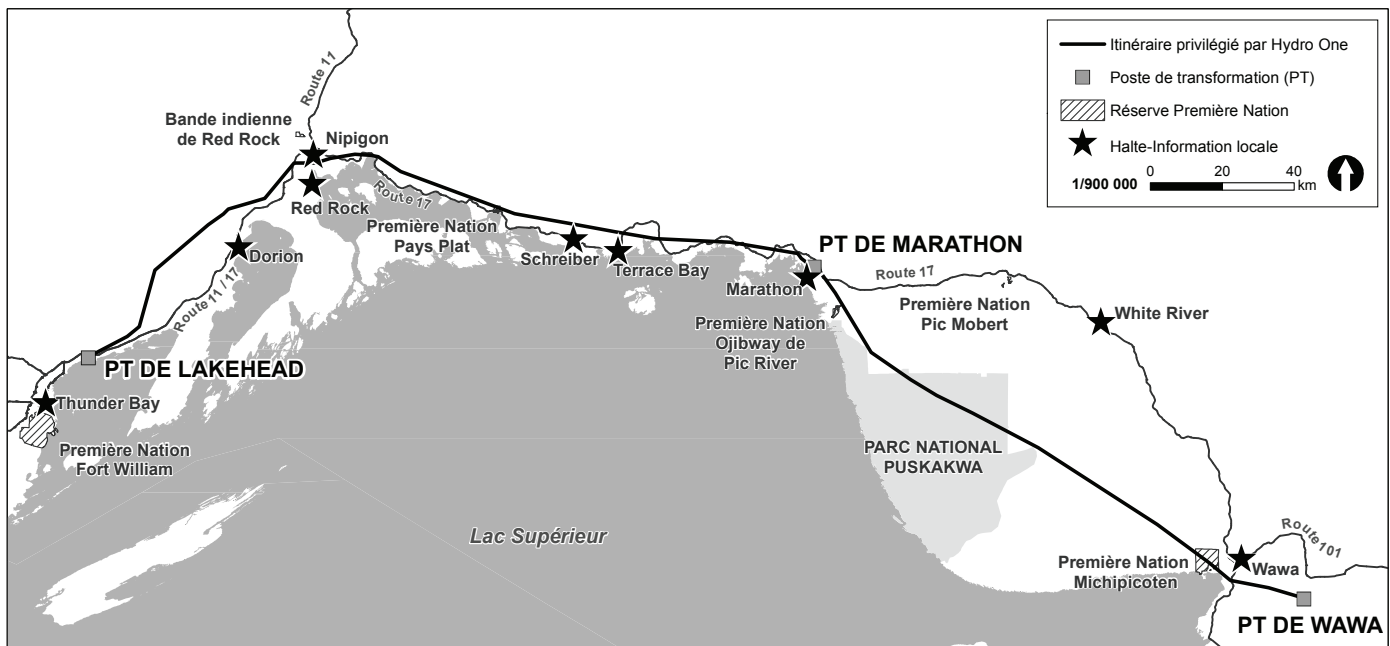 Itinéraire privilégié par Hydro One
Poste de transformation (PT)
Réserve Première Nation
Halte-Information locale
1/900 000
0 20 40
km
Route 11
Bande indienne
de Red Rock
Nipigon
Red Rock
Route 17
Première Nation
Pays Plat
Dorion
Route 11 / 17
Schreiber
Terrace Bay
PT DE MARATHON
Marathon
Route 17
Première Nation
Pic Mobert
White River
Première Nation
Ojibway de
Pic River
PT DE LAKEHEAD
Thunder Bay
Première Nation
Fort William
PARC NATIONAL
PUSKAKWA
Lac Supérieur
Route 101
Première Nation
Michipicoten
Wawa
PT DE WAWA